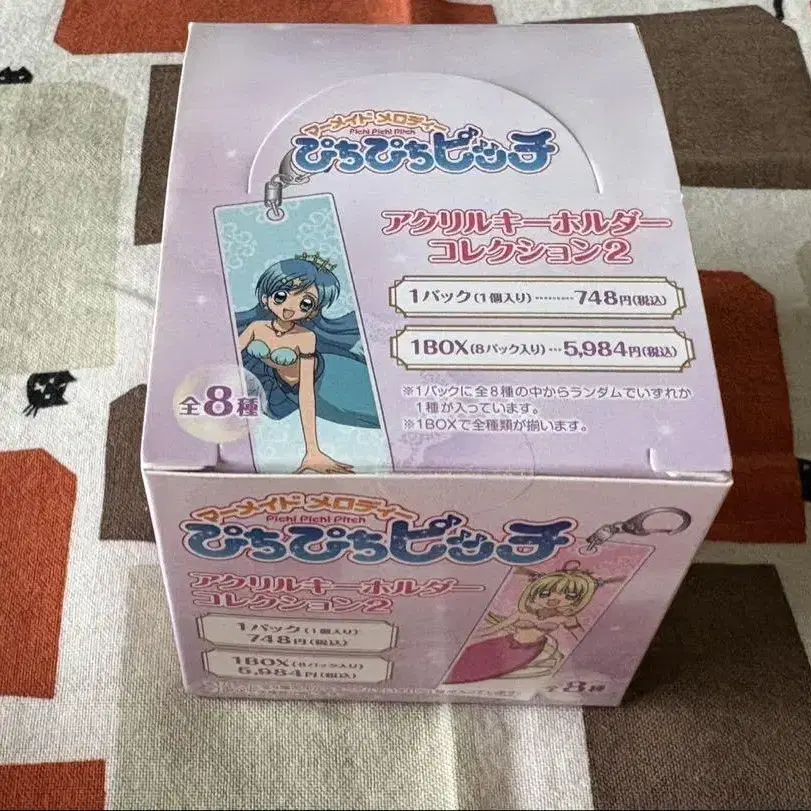 マーメイド メロディー
Pichi Pichi Pitch
ぴちぴちピッチ
アクリルキーホルダー
コレクション2
1パック(1個入り)………748円(税込)
1BOX(8パック入り)…5,984円(税込)
※1パックに全8種の中からランダムでいずれか
1種が入っています。
※1BOXで全種類が揃います。
全8種
マーメイド メロディー
Pichi Pichi Pitch
ぴちぴちピッチ
アクリルキーホルダー
コレクション2
1パック(1個入り)
748円(税込)
1BOX(8パック入り)
5,984円(税込)
全8種